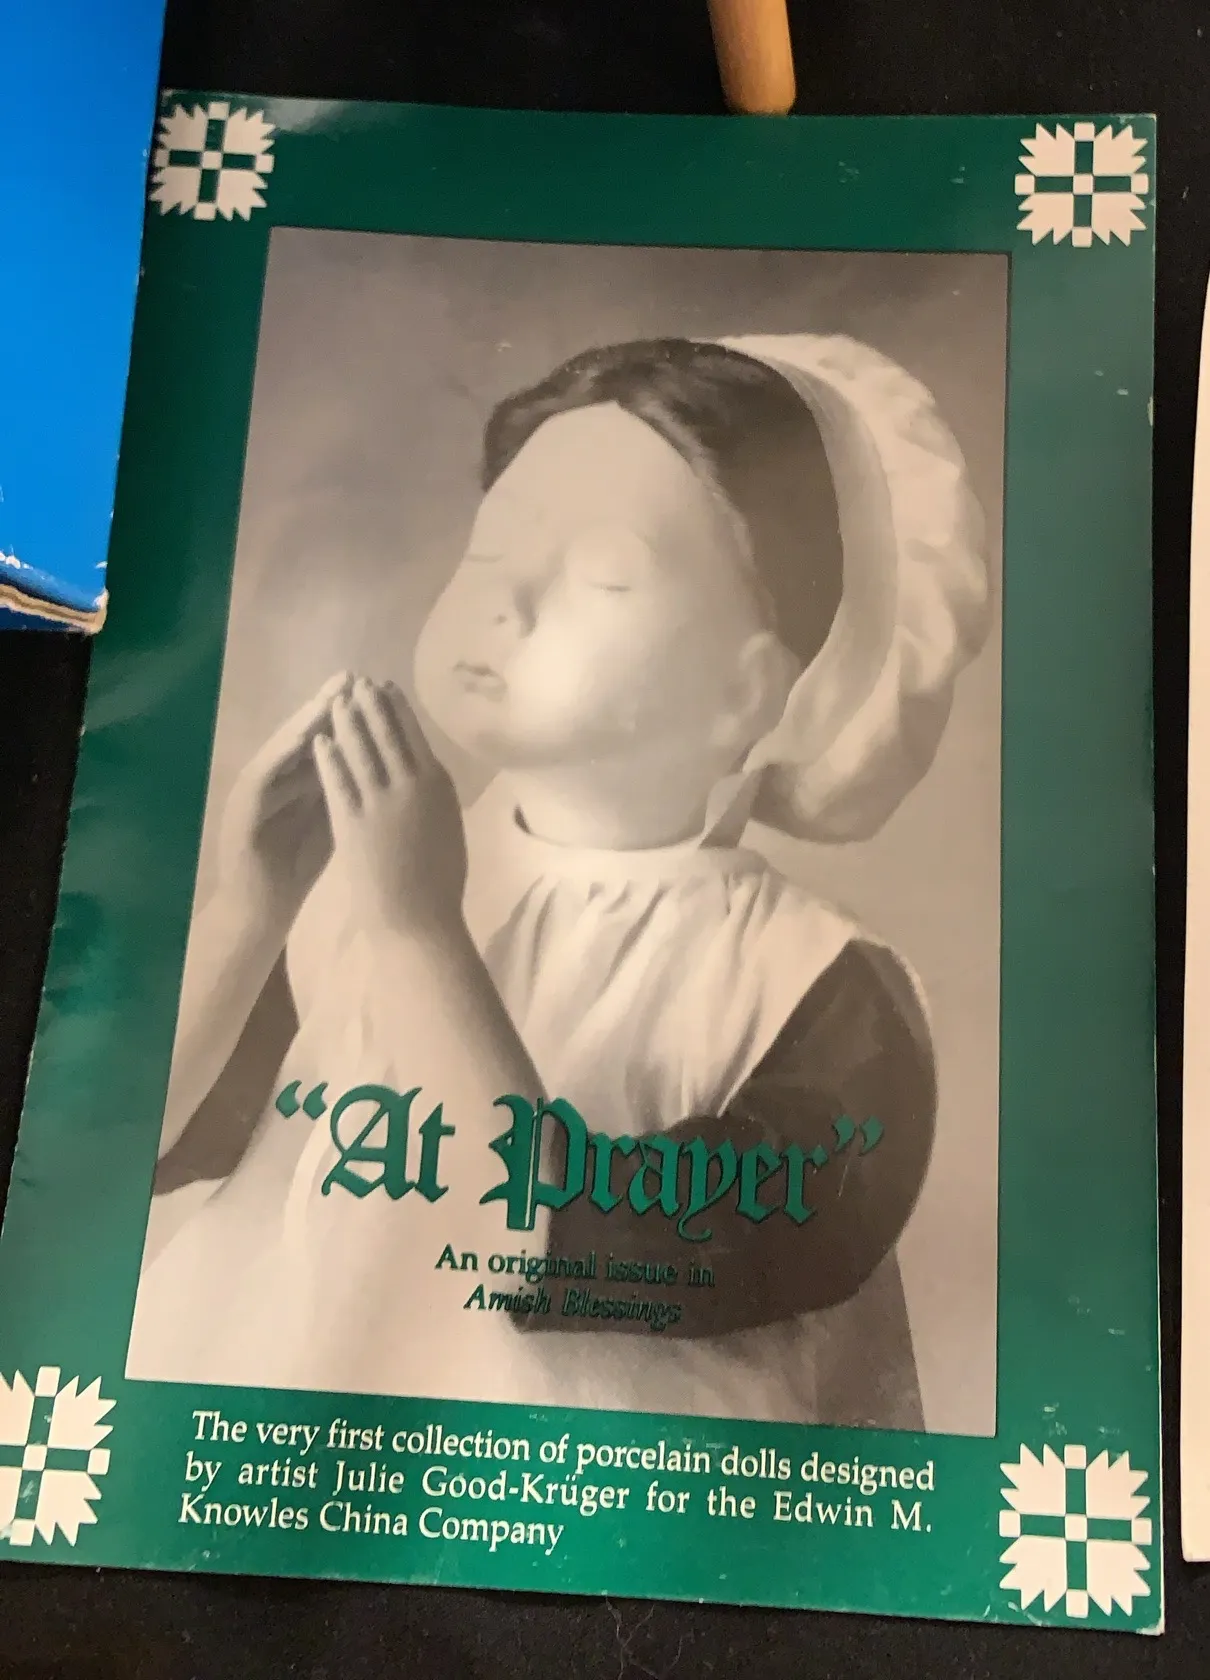 “At Prayer”
An original issue in
Amish Blessings
The very first collection of porcelain dolls designed
by artist Julie Good-Krüger for the Edwin M.
Knowles China Company